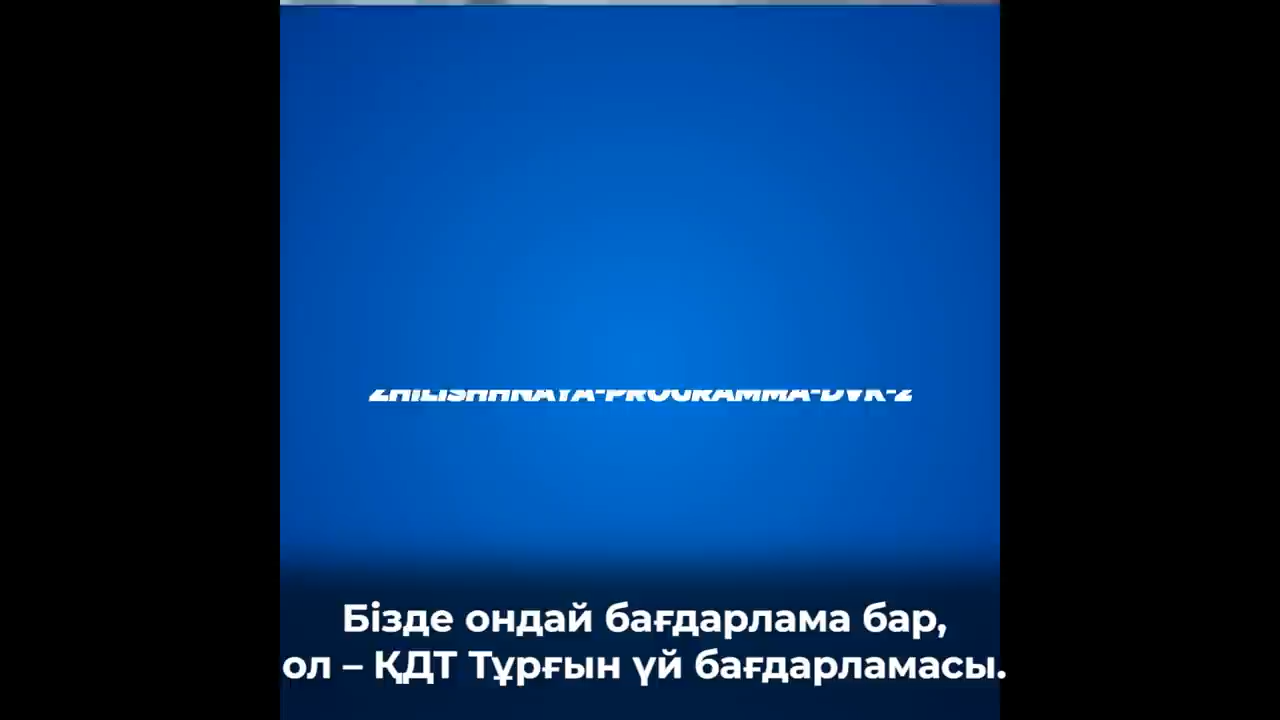 ZHILISHHNAYA-PROGRAMMA-DVK-2
Бізде ондай бағдарлама бар,
ол – ҚДТ Тұрғын үй бағдарламасы.